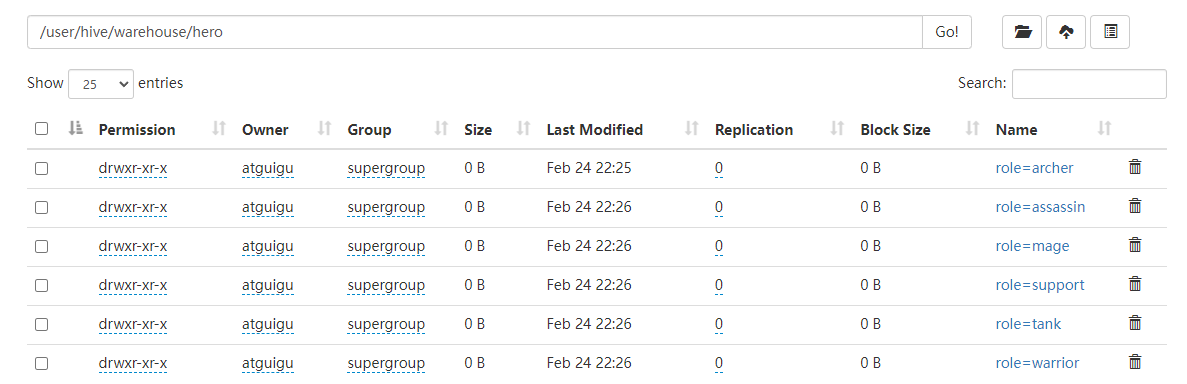 /user/hive/warehouse/hero Go!
Show 25 entries Search:
Permission Owner Group Size Last Modified Replication Block Size Name
drwxr-xr-x atguigu supergroup 0 B Feb 24 22:25 0 0 B role=archer
drwxr-xr-x atguigu supergroup 0 B Feb 24 22:26 0 0 B role=assassin
drwxr-xr-x atguigu supergroup 0 B Feb 24 22:26 0 0 B role=mage
drwxr-xr-x atguigu supergroup 0 B Feb 24 22:26 0 0 B role=support
drwxr-xr-x atguigu supergroup 0 B Feb 24 22:26 0 0 B role=tank
drwxr-xr-x atguigu supergroup 0 B Feb 24 22:26 0 0 B role=warrior